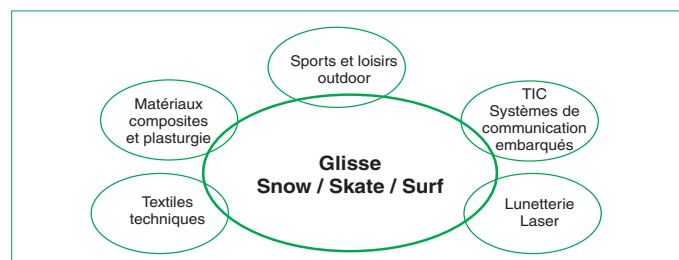 Sports et loisirs
outdoor
Matériaux
composites
et plasturgie
TIC
Systèmes de
communication
embarqués
Glisse
Snow / Skate / Surf
Textiles
techniques
Lunetterie
Laser